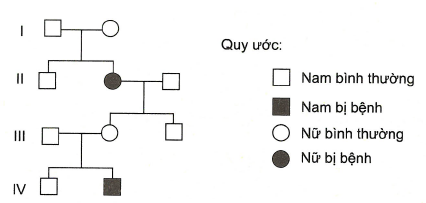 I
Quy ước:
II
Nam bình thường
Nam bị bệnh
III
Nữ bình thường
Nữ bị bệnh
IV